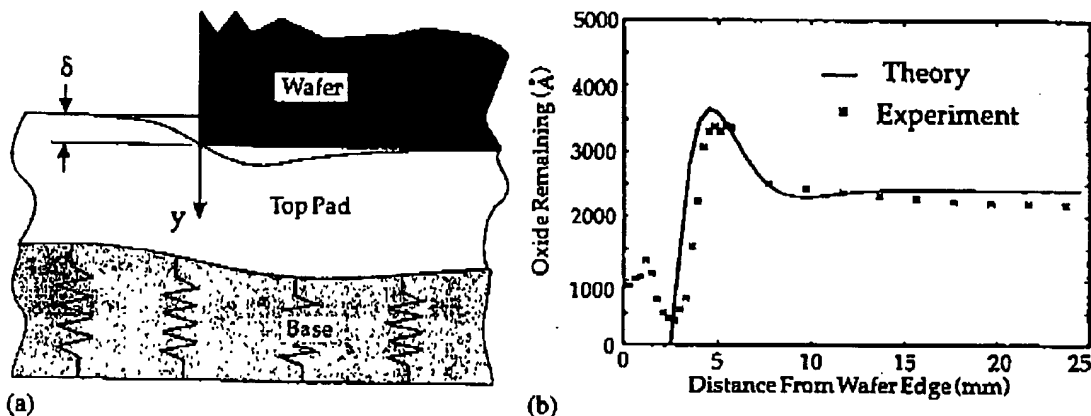 δ
Wafer
y
Top Pad
Base
(a)
Oxide Remaining (Å)
5000
4000
3000
2000
1000
0
Theory
Experiment
0
5
10
15
20
25
Distance From Wafer Edge (mm)
(b)